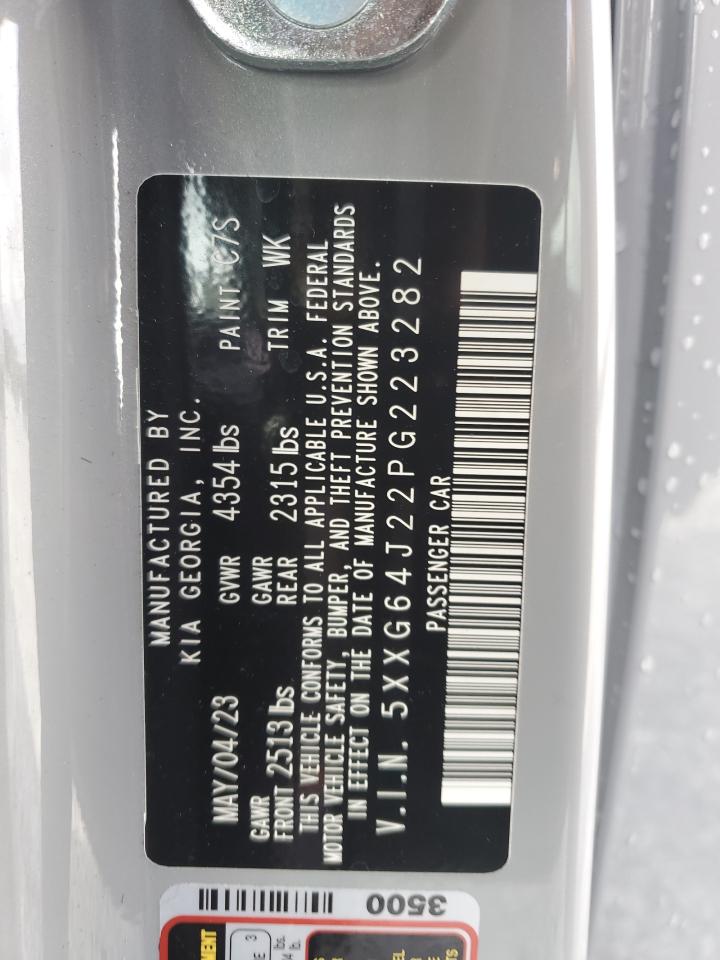 MANUFACTURED BY
KIA GEORGIA, INC.
MAY/04/23 GVWR 4354 lbs PAINT C7S
GAWR GAWR
FRONT 2513 lbs REAR 2315 lbs TRIM WK
THIS VEHICLE CONFORMS TO ALL APPLICABLE U.S.A. FEDERAL
MOTOR VEHICLE SAFETY, BUMPER, AND THEFT PREVENTION STANDARDS
IN EFFECT ON THE DATE OF MANUFACTURE SHOWN ABOVE.
V.I.N. 5XXG64J22PG223282
PASSENGER CAR
3500